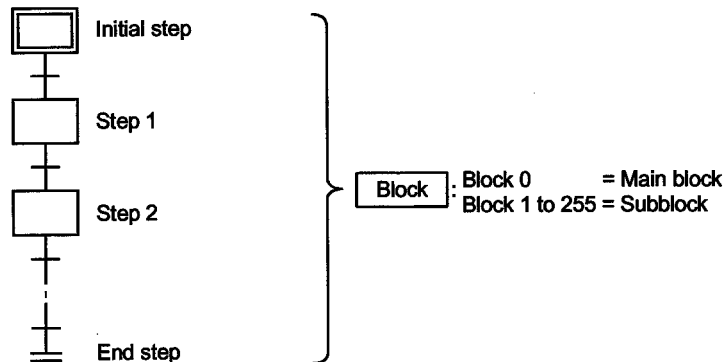 Initial step
Step 1
Step 2
End step
Block : Block 0 = Main block
Block 1 to 255 = Subblock